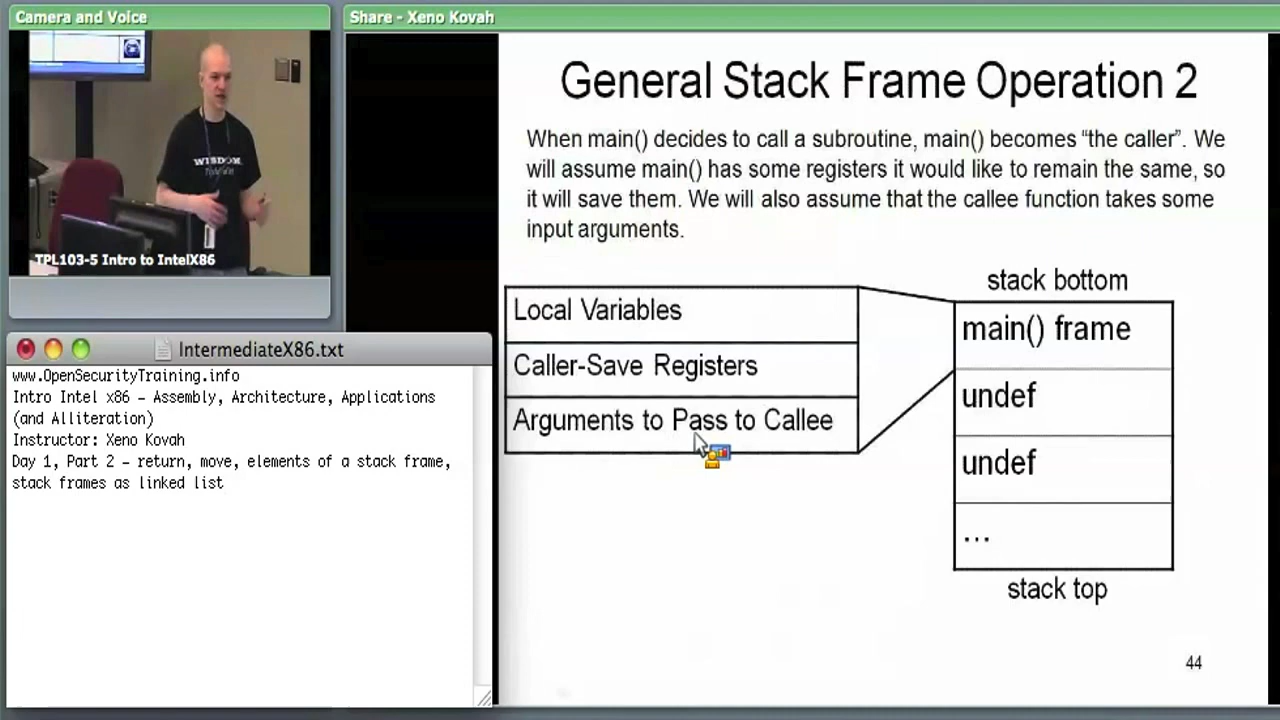 Camera and Voice
Share - Xeno Kovah
WISDOM
TPL103-5 Intro to IntelX86
IntermediateX86.txt
www.OpenSecurityTraining.info
Intro Intel x86 – Assembly, Architecture, Applications
(and Alliteration)
Instructor: Xeno Kovah
Day 1, Part 2 – return, move, elements of a stack frame,
stack frames as linked list
General Stack Frame Operation 2
When main() decides to call a subroutine, main() becomes “the caller”. We
will assume main() has some registers it would like to remain the same, so
it will save them. We will also assume that the callee function takes some
input arguments.
Local Variables
Caller-Save Registers
Arguments to Pass to Callee
stack bottom
main() frame
undef
undef
…
stack top
44